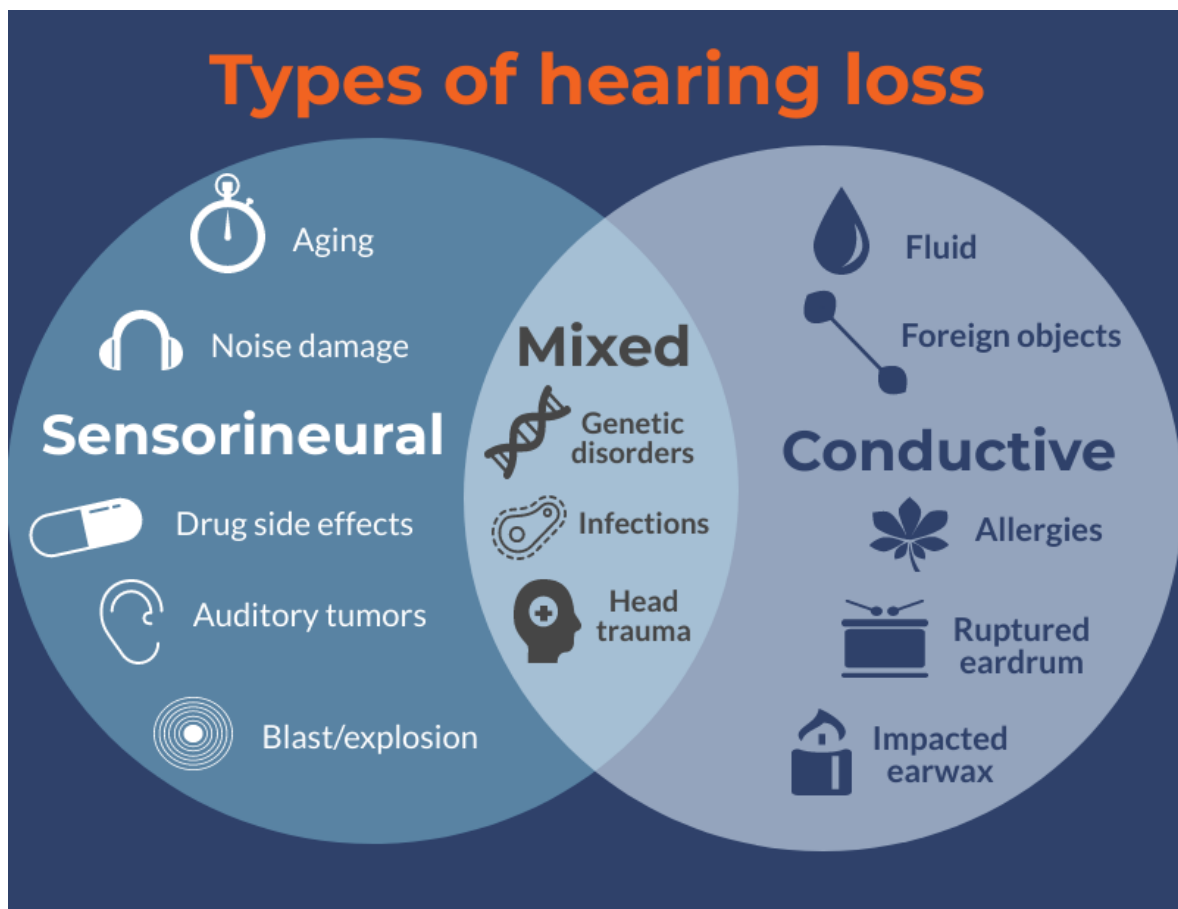 Types of hearing loss
Aging
Noise damage
Sensorineural
Drug side effects
Auditory tumors
Blast/explosion
Mixed
Genetic
disorders
Infections
Head
trauma
Fluid
Foreign objects
Conductive
Allergies
Ruptured
eardrum
Impacted
earwax